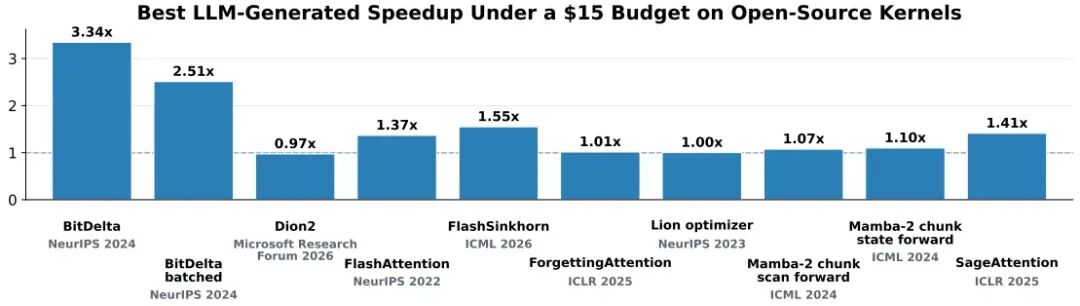 Best LLM-Generated Speedup Under a $15 Budget on Open-Source Kernels
3.34x
2.51x
0.97x
1.37x
1.55x
1.01x
1.00x
1.07x
1.10x
1.41x
3
2
1
0
BitDelta
NeurIPS 2024
BitDelta
batched
NeurIPS 2024
Dion2
Microsoft Research
Forum 2026
FlashAttention
NeurIPS 2022
FlashSinkhorn
ICML 2026
ForgettingAttention
ICLR 2025
Lion optimizer
NeurIPS 2023
Mamba-2 chunk
scan forward
ICML 2024
Mamba-2 chunk
state forward
ICML 2024
SageAttention
ICLR 2025